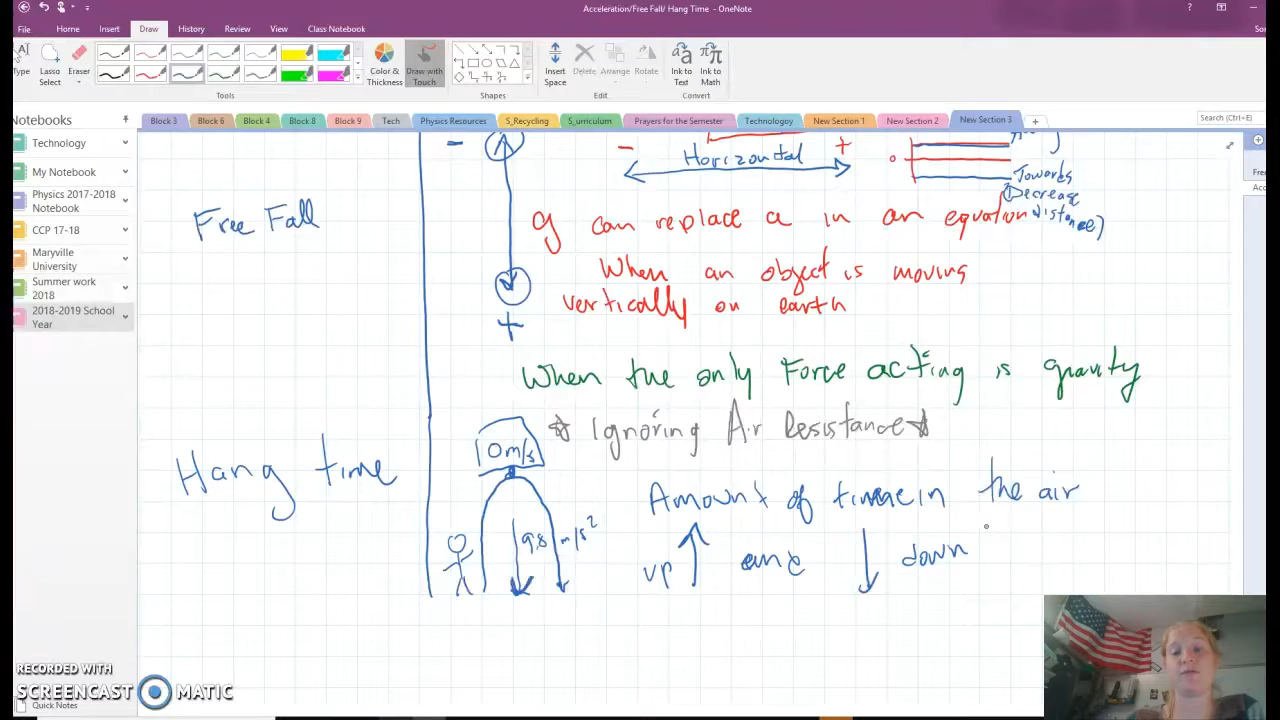 Acceleration/Free Fall/ Hang Time - OneNote
File Home Insert Draw History Review View Class Notebook
Type Lasso Select Eraser Color & Thickness Draw with Touch Insert Space Delete Arrange Rotate Ink to Text Ink to Math
Tools Shapes Edit Convert
Notebooks
Block 3 Block 6 Block 4 Block 8 Block 9 Tech Physics Resources S_Recycling S_urriculum Prayers for the Semester Technologoy New Section 1 New Section 2 New Section 3
Search (Ctrl+E)
Technology
My Notebook
Physics 2017-2018 Notebook
CCP 17-18
Maryville University
Summer work 2018
2018-2019 School Year
Quick Notes
- - Horizontal + 0
Towards
(Decrease
distance)
Free Fall
g can replace a in an equation
When an object is moving
vertically on earth
+
When the only Force acting is gravity
Ignoring Air Resistance
0m/s
Hang time
Amount of time in the air
9.8 m/s²
up and down
RECORDED WITH
SCREENCAST MATIC